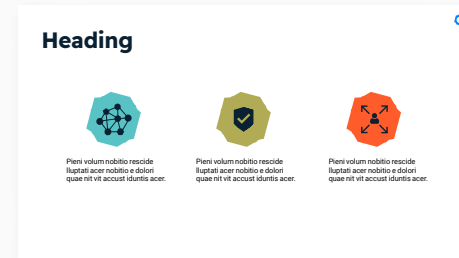 Heading
Pieni volum nobitio rescide
lluptati acer nobitio e dolori
quae nit vit accust iduntis acer.
Pieni volum nobitio rescide
lluptati acer nobitio e dolori
quae nit vit accust iduntis acer.
Pieni volum nobitio rescide
lluptati acer nobitio e dolori
quae nit vit accust iduntis acer.